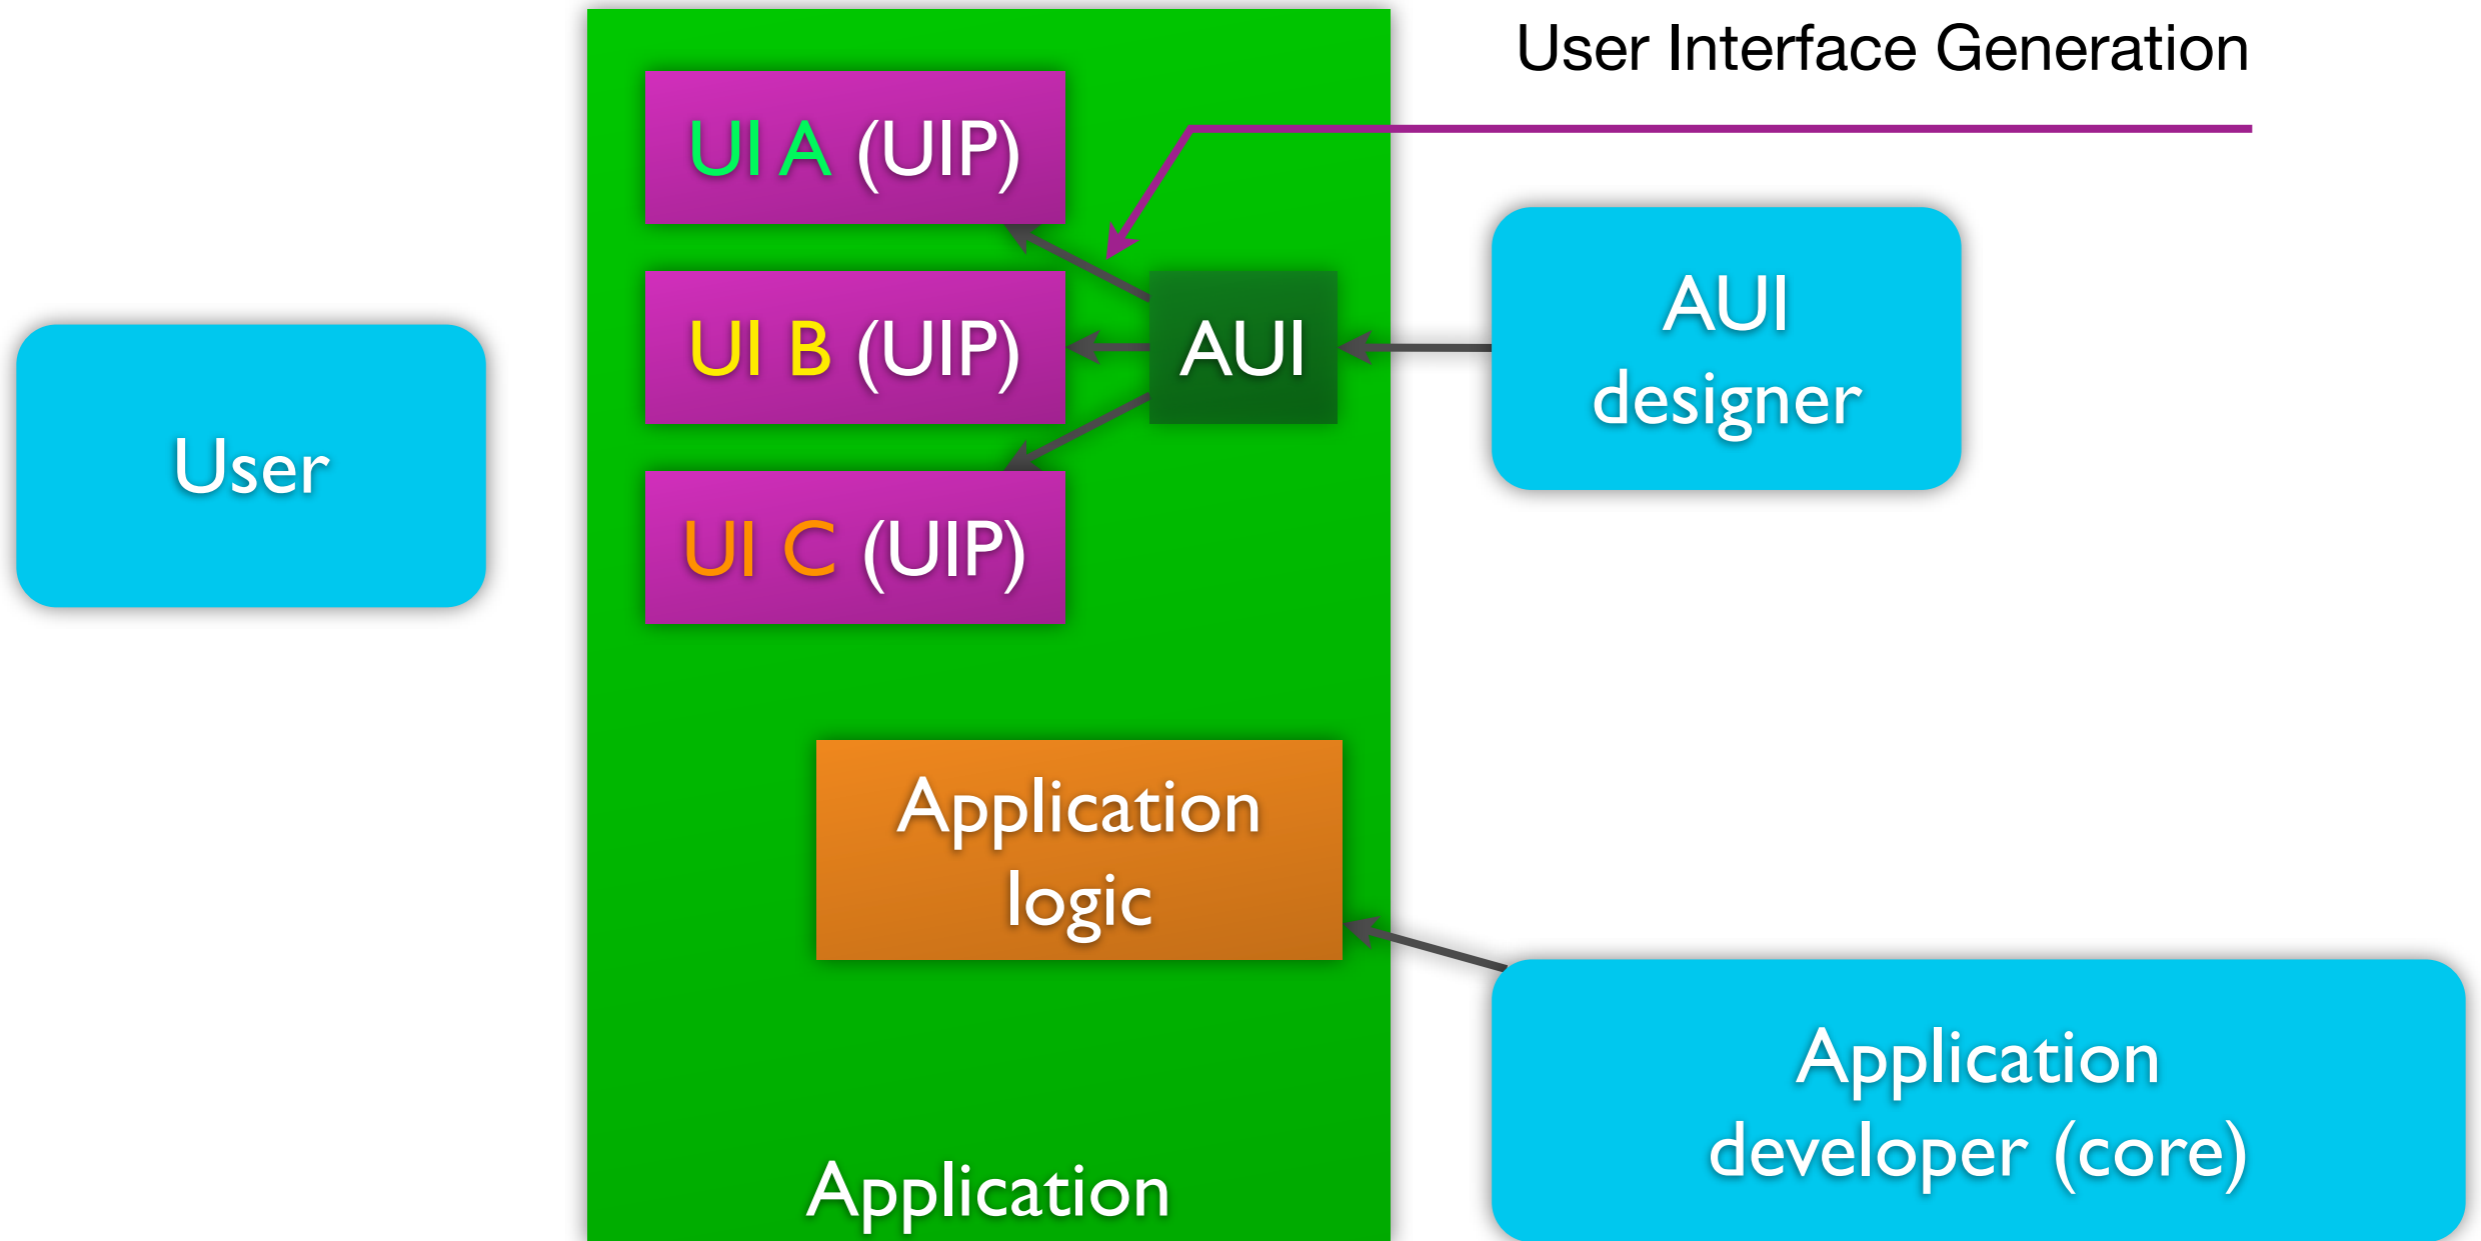 User Interface Generation
UI A (UIP)
UI B (UIP)
AUI
AUI
designer
User
UI C (UIP)
Application
logic
Application
developer (core)
Application